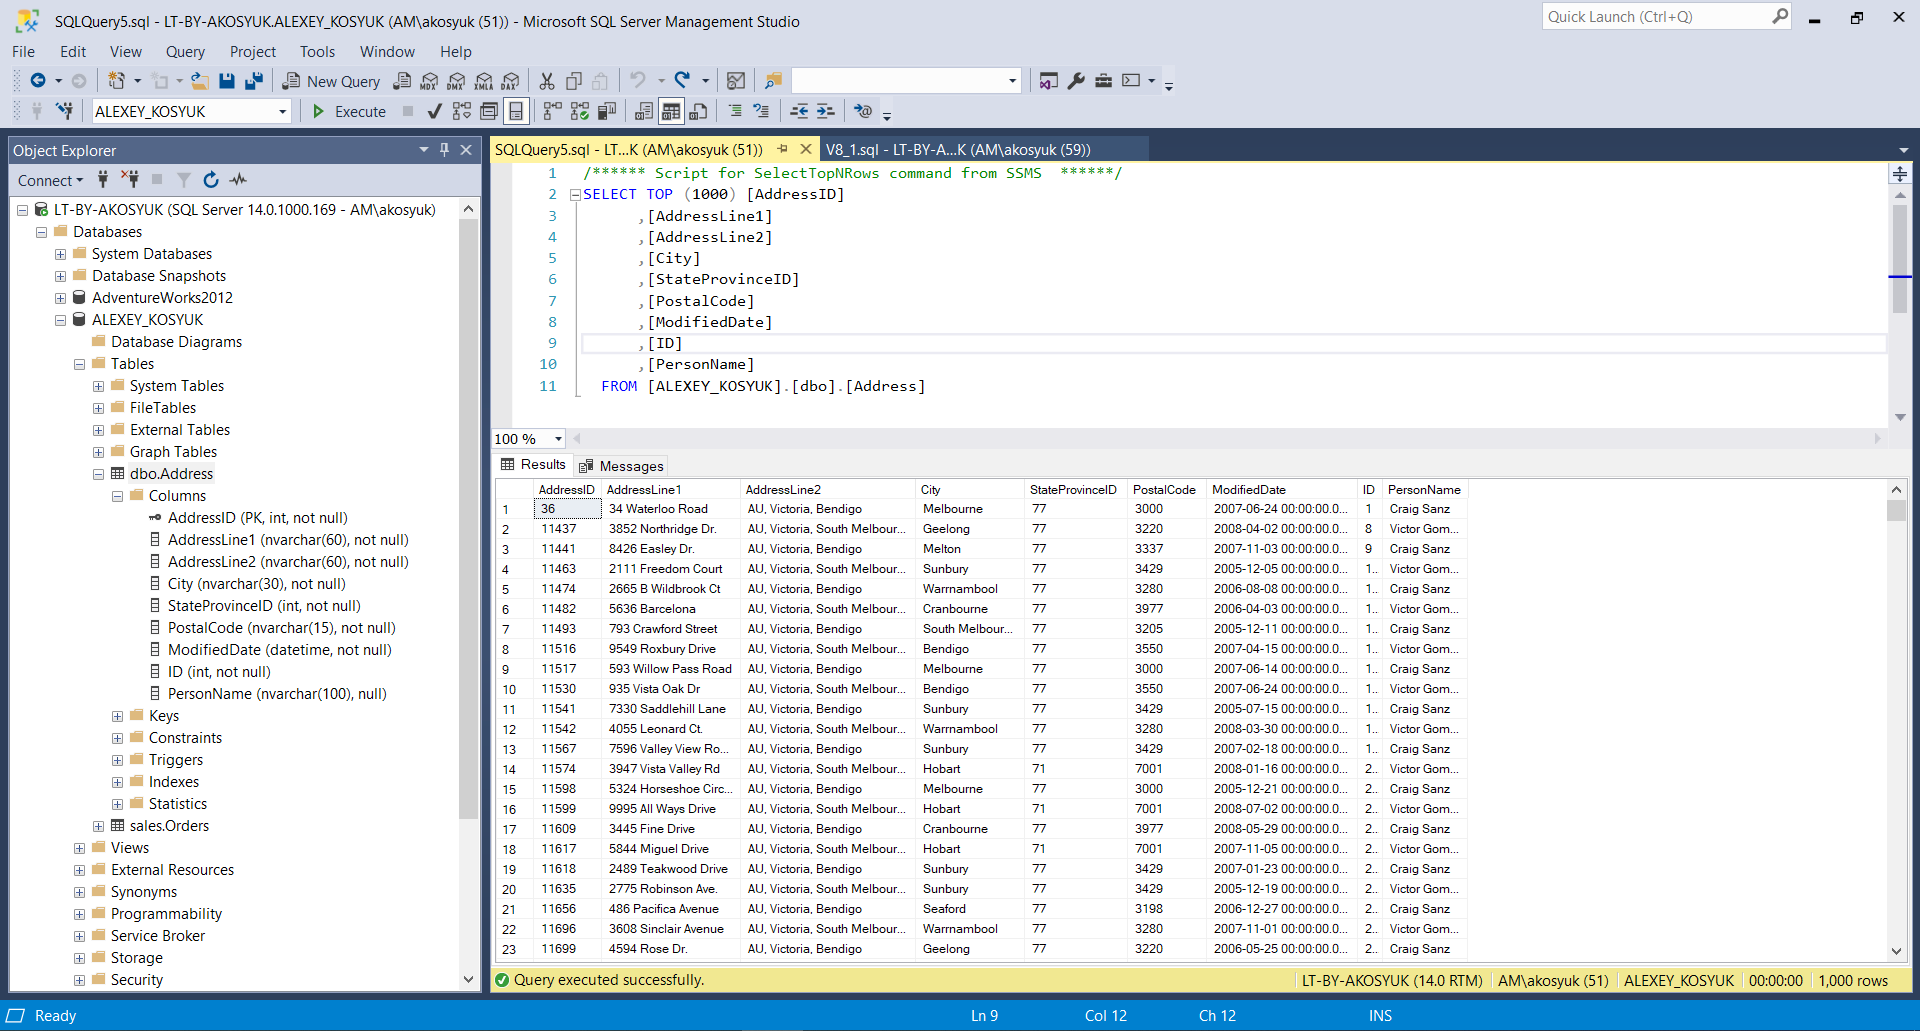 SQLQuery5.sql - LT-BY-AKOSYUK.ALEXEY_KOSYUK (AM\akosyuk (51)) - Microsoft SQL Server Management Studio
Quick Launch (Ctrl+Q)
File Edit View Query Project Tools Window Help
New Query MDX DMX XMLA DAX
ALEXEY_KOSYUK Execute
Object Explorer
Connect
LT-BY-AKOSYUK (SQL Server 14.0.1000.169 - AM\akosyuk)
Databases
System Databases
Database Snapshots
AdventureWorks2012
ALEXEY_KOSYUK
Database Diagrams
Tables
System Tables
FileTables
External Tables
Graph Tables
dbo.Address
Columns
AddressID (PK, int, not null)
AddressLine1 (nvarchar(60), not null)
AddressLine2 (nvarchar(60), not null)
City (nvarchar(30), not null)
StateProvinceID (int, not null)
PostalCode (nvarchar(15), not null)
ModifiedDate (datetime, not null)
ID (int, not null)
PersonName (nvarchar(100), null)
Keys
Constraints
Triggers
Indexes
Statistics
sales.Orders
Views
External Resources
Synonyms
Programmability
Service Broker
Storage
Security
SQLQuery5.sql - LT...K (AM\akosyuk (51)) V8_1.sql - LT-BY-A...K (AM\akosyuk (59))
1 /****** Script for SelectTopNRows command from SSMS ******/
2 SELECT TOP (1000) [AddressID]
3 ,[AddressLine1]
4 ,[AddressLine2]
5 ,[City]
6 ,[StateProvinceID]
7 ,[PostalCode]
8 ,[ModifiedDate]
9 ,[ID]
10 ,[PersonName]
11 FROM [ALEXEY_KOSYUK].[dbo].[Address]
100 %
Results Messages
AddressID AddressLine1 AddressLine2 City StateProvinceID PostalCode ModifiedDate ID PersonName
1 36 34 Waterloo Road AU, Victoria, Bendigo Melbourne 77 3000 2007-06-24 00:00:00.0... 1 Craig Sanz
2 11437 3852 Northridge Dr. AU, Victoria, South Melbour... Geelong 77 3220 2008-04-02 00:00:00.0... 8 Victor Gom...
3 11441 8426 Easley Dr. AU, Victoria, Bendigo Melton 77 3337 2007-11-03 00:00:00.0... 9 Craig Sanz
4 11463 2111 Freedom Court AU, Victoria, South Melbour... Sunbury 77 3429 2005-12-05 00:00:00.0... 1.. Victor Gom...
5 11474 2665 B Wildbrook Ct AU, Victoria, Bendigo Warrnambool 77 3280 2006-08-08 00:00:00.0... 1.. Craig Sanz
6 11482 5636 Barcelona AU, Victoria, South Melbour... Cranbourne 77 3977 2006-04-03 00:00:00.0... 1.. Victor Gom...
7 11493 793 Crawford Street AU, Victoria, Bendigo South Melbour... 77 3205 2005-12-11 00:00:00.0... 1.. Craig Sanz
8 11516 9549 Roxbury Drive AU, Victoria, South Melbour... Bendigo 77 3550 2007-04-15 00:00:00.0... 1.. Victor Gom...
9 11517 593 Willow Pass Road AU, Victoria, Bendigo Melbourne 77 3000 2007-06-14 00:00:00.0... 1.. Craig Sanz
10 11530 935 Vista Oak Dr AU, Victoria, South Melbour... Bendigo 77 3550 2007-06-24 00:00:00.0... 1.. Victor Gom...
11 11541 7330 Saddlehill Lane AU, Victoria, Bendigo Sunbury 77 3429 2005-07-15 00:00:00.0... 1.. Craig Sanz
12 11542 4055 Leonard Ct. AU, Victoria, South Melbour... Warrnambool 77 3280 2008-03-30 00:00:00.0... 1.. Victor Gom...
13 11567 7596 Valley View Ro... AU, Victoria, Bendigo Sunbury 77 3429 2007-02-18 00:00:00.0... 1.. Craig Sanz
14 11574 3947 Vista Valley Rd AU, Victoria, South Melbour... Hobart 71 7001 2008-01-16 00:00:00.0... 2.. Victor Gom...
15 11598 5324 Horseshoe Circ... AU, Victoria, Bendigo Melbourne 77 3000 2005-12-21 00:00:00.0... 2.. Craig Sanz
16 11599 9995 All Ways Drive AU, Victoria, South Melbour... Hobart 71 7001 2008-07-02 00:00:00.0... 2.. Victor Gom...
17 11609 3445 Fine Drive AU, Victoria, Bendigo Cranbourne 77 3977 2008-05-29 00:00:00.0... 2.. Craig Sanz
18 11617 5844 Miguel Drive AU, Victoria, South Melbour... Hobart 71 7001 2007-11-05 00:00:00.0... 2.. Victor Gom...
19 11618 2489 Teakwood Drive AU, Victoria, Bendigo Sunbury 77 3429 2007-01-23 00:00:00.0... 2.. Craig Sanz
20 11635 2775 Robinson Ave. AU, Victoria, South Melbour... Sunbury 77 3429 2005-12-19 00:00:00.0... 2.. Victor Gom...
21 11656 486 Pacifica Avenue AU, Victoria, Bendigo Seaford 77 3198 2006-12-27 00:00:00.0... 2.. Craig Sanz
22 11696 3608 Sinclair Avenue AU, Victoria, South Melbour... Warrnambool 77 3280 2007-11-01 00:00:00.0... 2.. Victor Gom...
23 11699 4594 Rose Dr. AU, Victoria, Bendigo Geelong 77 3220 2006-05-25 00:00:00.0... 2.. Craig Sanz
Query executed successfully. LT-BY-AKOSYUK (14.0 RTM) AM\akosyuk (51) ALEXEY_KOSYUK 00:00:00 1,000 rows
Ready Ln 9 Col 12 Ch 12 INS